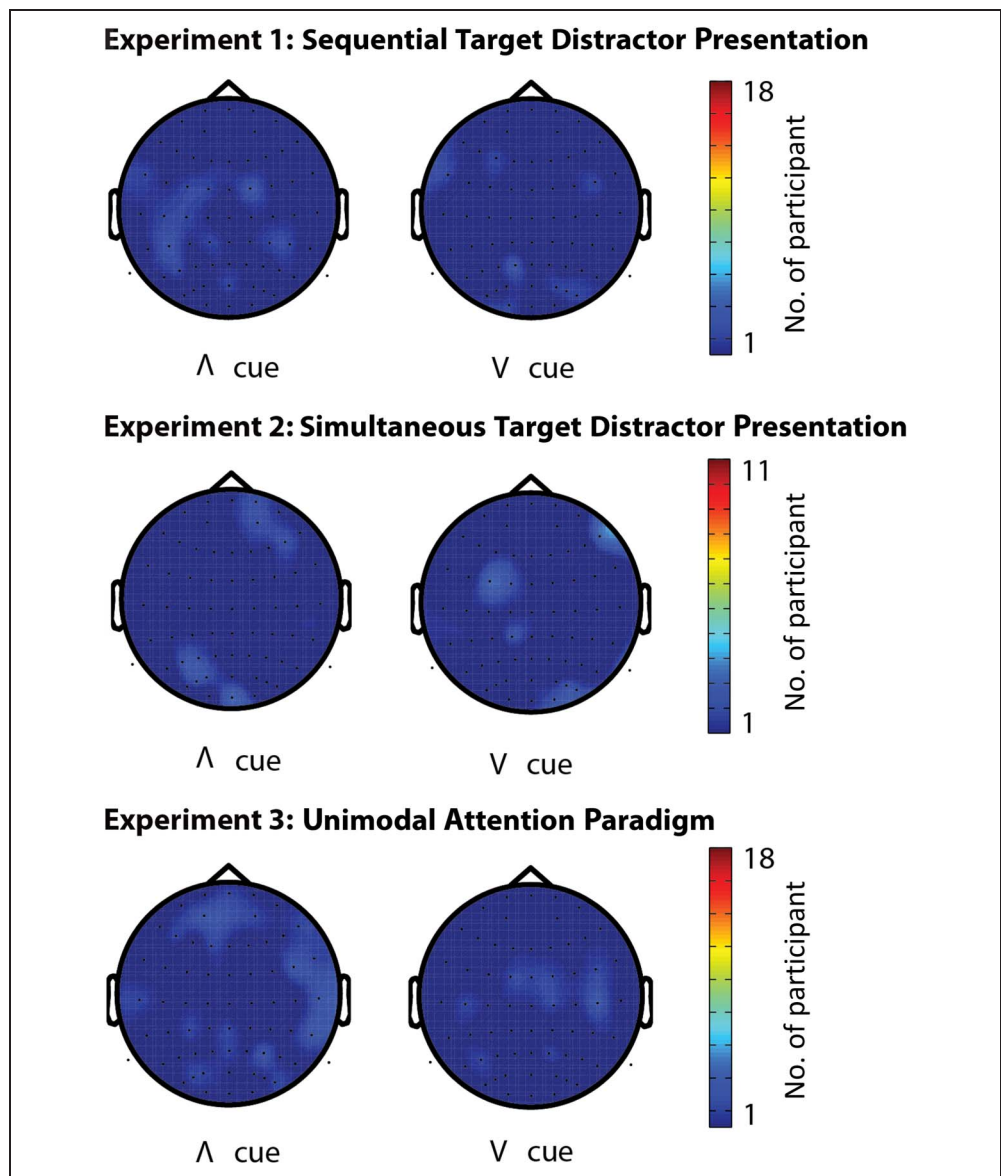 Experiment 1: Sequential Target Distractor Presentation
18
No. of participant
1
Λ cue
V cue
Experiment 2: Simultaneous Target Distractor Presentation
11
No. of participant
1
Λ cue
V cue
Experiment 3: Unimodal Attention Paradigm
18
No. of participant
1
Λ cue
V cue